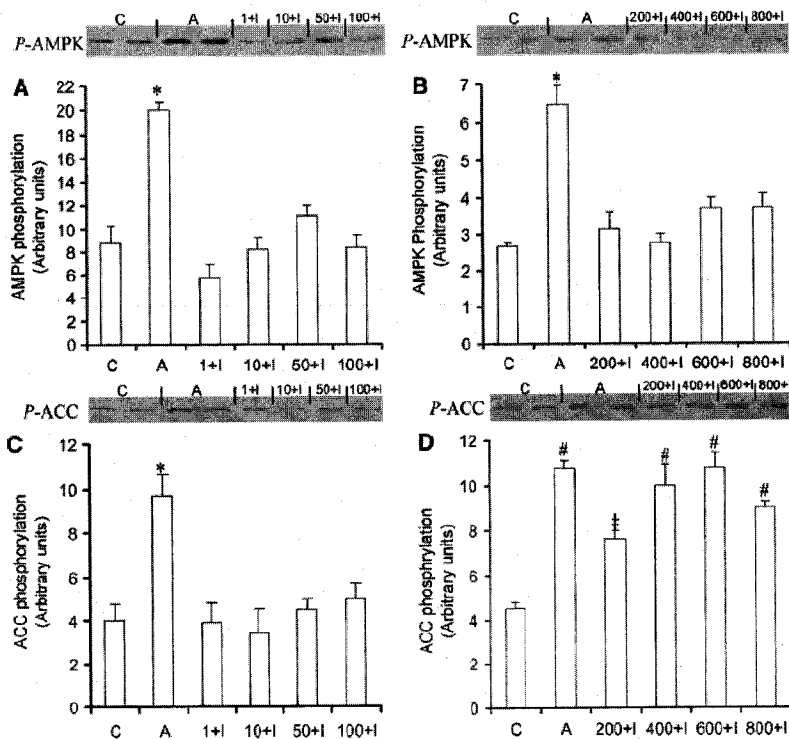 C A 1+I 10+I 50+I 100+I
P-AMPK
A
*
22
20
18
16
14
12
10
8
6
4
2
0
AMPK phosphorylation
(Arbitrary units)
C A 1+I 10+I 50+I 100+I
C A 200+I 400+I 600+I 800+I
P-AMPK
B
*
7
6
5
4
3
2
1
0
AMPK Phosphorylation
(Arbitrary units)
C A 200+I 400+I 600+I 800+I
C A 1+I 10+I 50+I 100+I
P-ACC
C
*
12
10
8
6
4
2
0
ACC phosphorylation
(Arbitrary units)
C A 1+I 10+I 50+I 100+I
C A 200+I 400+I 600+I 800+I
P-ACC
D
# ‡ # # #
12
10
8
6
4
2
0
ACC phosphrylation
(Arbitrary units)
C A 200+I 400+I 600+I 800+I